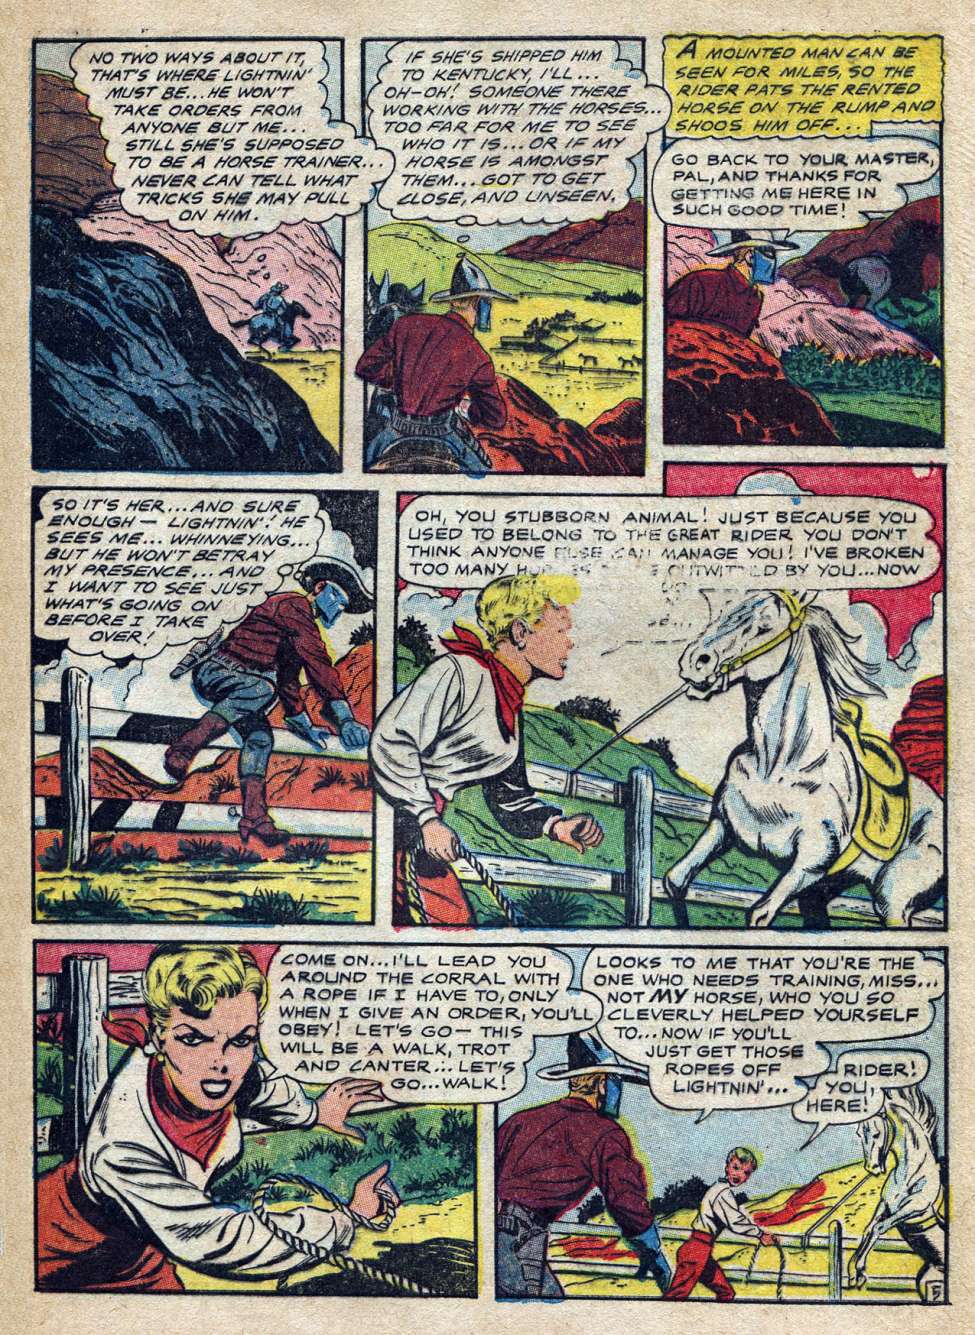 NO TWO WAYS ABOUT IT,
THAT'S WHERE LIGHTNIN'
MUST BE... HE WON'T
TAKE ORDERS FROM
ANYONE BUT ME...
STILL SHE'S SUPPOSED
TO BE A HORSE TRAINER...
NEVER CAN TELL WHAT
TRICKS SHE MAY PULL
ON HIM.
IF SHE'S SHIPPED HIM
TO KENTUCKY, I'LL...
OH-OH! SOMEONE THERE
WORKING WITH THE HORSES...
TOO FAR FOR ME TO SEE
WHO IT IS... OR IF MY
HORSE IS AMONGST
THEM... GOT TO GET
CLOSE, AND UNSEEN.
A MOUNTED MAN CAN BE
SEEN FOR MILES, SO THE
RIDER PATS THE RENTED
HORSE ON THE RUMP AND
SHOOS HIM OFF...
GO BACK TO YOUR MASTER,
PAL, AND THANKS FOR
GETTING ME HERE IN
SUCH GOOD TIME!
SO IT'S HER... AND SURE
ENOUGH — LIGHTNIN'! HE
SEES ME... WHINNEYING...
BUT HE WON'T BETRAY
MY PRESENCE... AND
I WANT TO SEE JUST
WHAT'S GOING ON
BEFORE I TAKE
OVER!
OH, YOU STUBBORN ANIMAL! JUST BECAUSE YOU
USED TO BELONG TO THE GREAT RIDER YOU DON'T
THINK ANYONE ELSE CAN MANAGE YOU! I'VE BROKEN
TOO MANY OUTWITTED BY YOU... NOW
COME ON... I'LL LEAD YOU
AROUND THE CORRAL WITH
A ROPE IF I HAVE TO, ONLY
WHEN I GIVE AN ORDER, YOU'LL
OBEY! LET'S GO — THIS
WILL BE A WALK, TROT
AND CANTER... LET'S
GO... WALK!
LOOKS TO ME THAT YOU'RE THE
ONE WHO NEEDS TRAINING, MISS...
NOT MY HORSE, WHO YOU SO
CLEVERLY HELPED YOURSELF
TO... NOW IF YOU'LL
JUST GET THOSE
ROPES OFF
LIGHTNIN'...
RIDER!
YOU,
HERE!
5